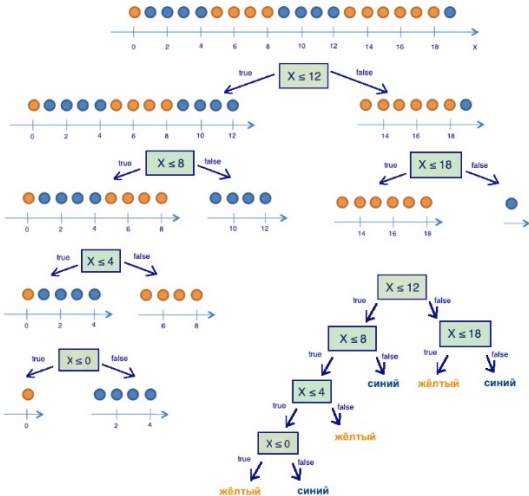 0 2 4 6 8 10 12 14 16 18 X
true X ≤ 12 false
0 2 4 6 8 10 12
14 16 18
true X ≤ 8 false
true X ≤ 18 false
0 2 4 6 8
10 12
14 16 18
true X ≤ 4 false
0 2 4
6 8
true X ≤ 0 false
0
2 4
X ≤ 12
true false
X ≤ 8 X ≤ 18
true false true false
X ≤ 4 синий жёлтый синий
true false
X ≤ 0 жёлтый
true false
жёлтый синий